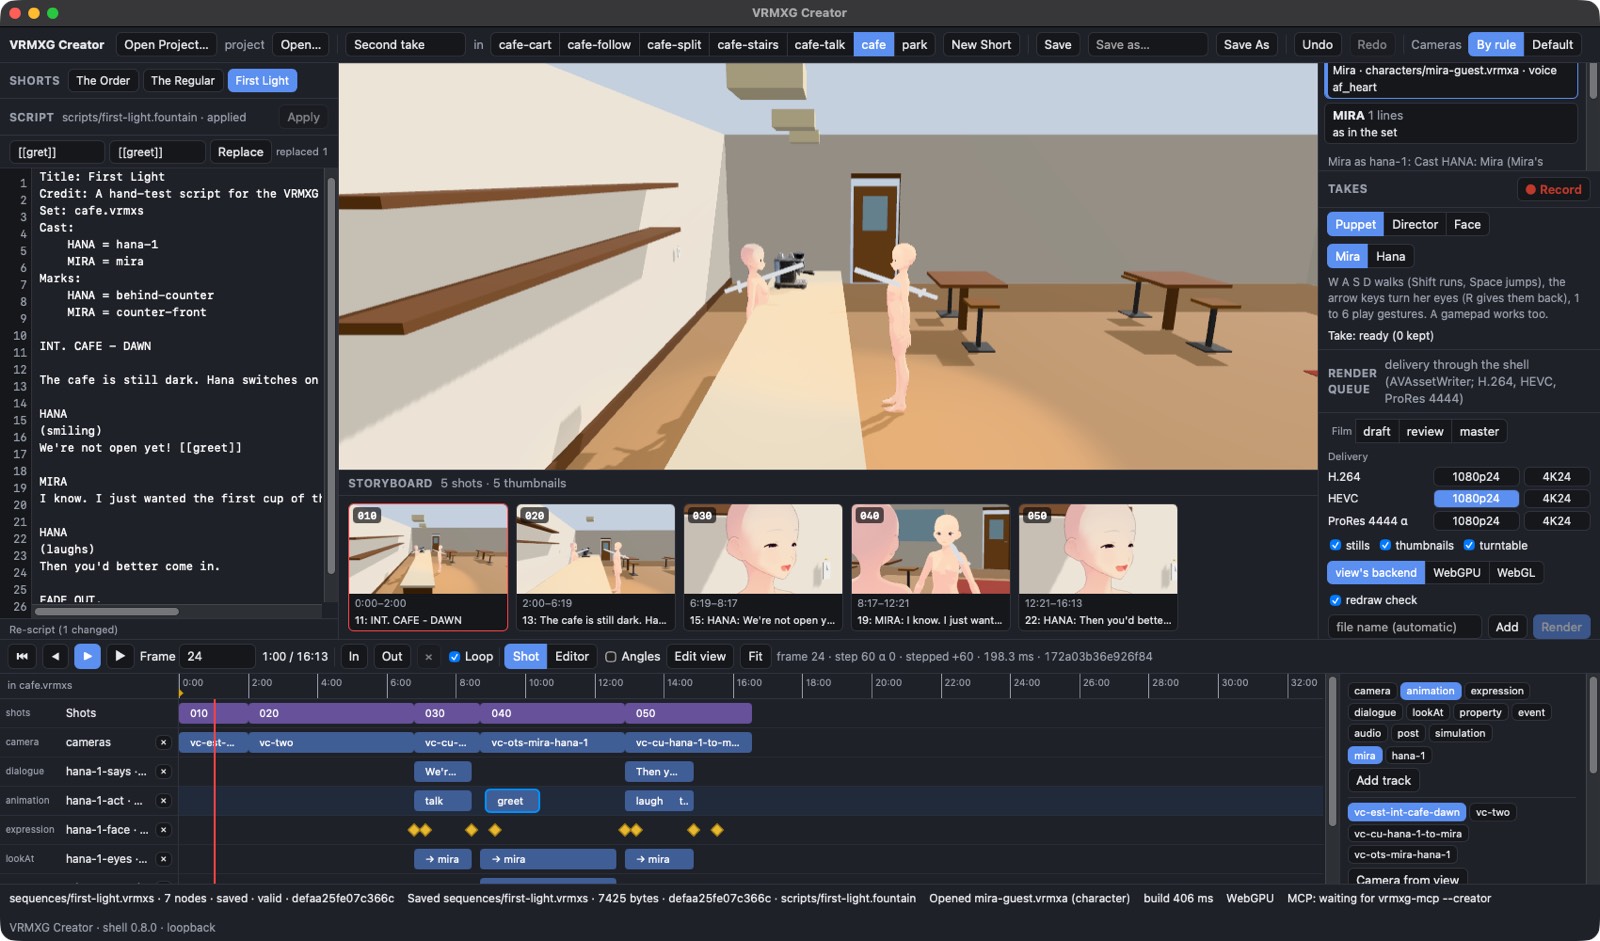 VRMXG Creator
VRMXG Creator Open Project... project Open... Second take in cafe-cart cafe-follow cafe-split cafe-stairs cafe-talk cafe park New Short Save Save as... Save As Undo Redo Cameras By rule Default
SHORTS The Order The Regular First Light
SCRIPT scripts/first-light.fountain · applied Apply
[[gret]] [[greet]] Replace replaced 1
1 Title: First Light
2 Credit: A hand-test script for the VRMXG
3 Set: cafe.vrmxs
4 Cast:
5 HANA = hana-1
6 MIRA = mira
7 Marks:
8 HANA = behind-counter
9 MIRA = counter-front
10
11 INT. CAFE - DAWN
12
13 The cafe is still dark. Hana switches on
14
15 HANA
16 (smiling)
17 We're not open yet! [[greet]]
18
19 MIRA
20 I know. I just wanted the first cup of th
21
22 HANA
23 (laughs)
24 Then you'd better come in.
25
26 FADE OUT.
Re-script (1 changed)
STORYBOARD 5 shots · 5 thumbnails
010
0:00–2:00
11: INT. CAFE - DAWN
020
2:00–6:19
13: The cafe is still dark. Ha...
030
6:19–8:17
15: HANA: We're not open y...
040
8:17–12:21
19: MIRA: I know. I just want...
050
12:21–16:13
22: HANA: Then you'd bette...
Mira · characters/mira-guest.vrmxa · voice
af_heart
MIRA 1 lines
as in the set
Mira as hana-1: Cast HANA: Mira (Mira's
TAKES Record
Puppet Director Face
Mira Hana
W A S D walks (Shift runs, Space jumps), the
arrow keys turn her eyes (R gives them back), 1
to 6 play gestures. A gamepad works too.
Take: ready (0 kept)
RENDER QUEUE
delivery through the shell
(AVAssetWriter; H.264, HEVC,
ProRes 4444)
Film draft review master
Delivery
H.264 1080p24 4K24
HEVC 1080p24 4K24
ProRes 4444 α 1080p24 4K24
stills thumbnails turntable
view's backend WebGPU WebGL
redraw check
file name (automatic) Add Render
Frame 24 1:00 / 16:13 In Out × Loop Shot Editor Angles Edit view Fit frame 24 · step 60 α 0 · stepped +60 · 198.3 ms · 172a03b36e926f84
in cafe.vrmxs 0:00 2:00 4:00 6:00 8:00 10:00 12:00 14:00 16:00 18:00 20:00 22:00 24:00 26:00 28:00 30:00 32:00
shots Shots 010 020 030 040 050
camera cameras × vc-est-... vc-two vc-cu-... vc-ots-mira-hana-1 vc-cu-hana-1-to-m...
dialogue hana-1-says ·... × We'r... Then y...
animation hana-1-act · ... × talk greet laugh t..
expression hana-1-face · ... ×
lookAt hana-1-eyes ·... × → mira → mira → mira
camera animation expression
dialogue lookAt property event
audio post simulation
mira hana-1
Add track
vc-est-int-cafe-dawn vc-two
vc-cu-hana-1-to-mira
vc-ots-mira-hana-1
Camera from view
sequences/first-light.vrmxs · 7 nodes · saved · valid · defaa25fe07c366c Saved sequences/first-light.vrmxs · 7425 bytes · defaa25fe07c366c · scripts/first-light.fountain Opened mira-guest.vrmxa (character) build 406 ms WebGPU MCP: waiting for vrmxg-mcp --creator
VRMXG Creator · shell 0.8.0 · loopback